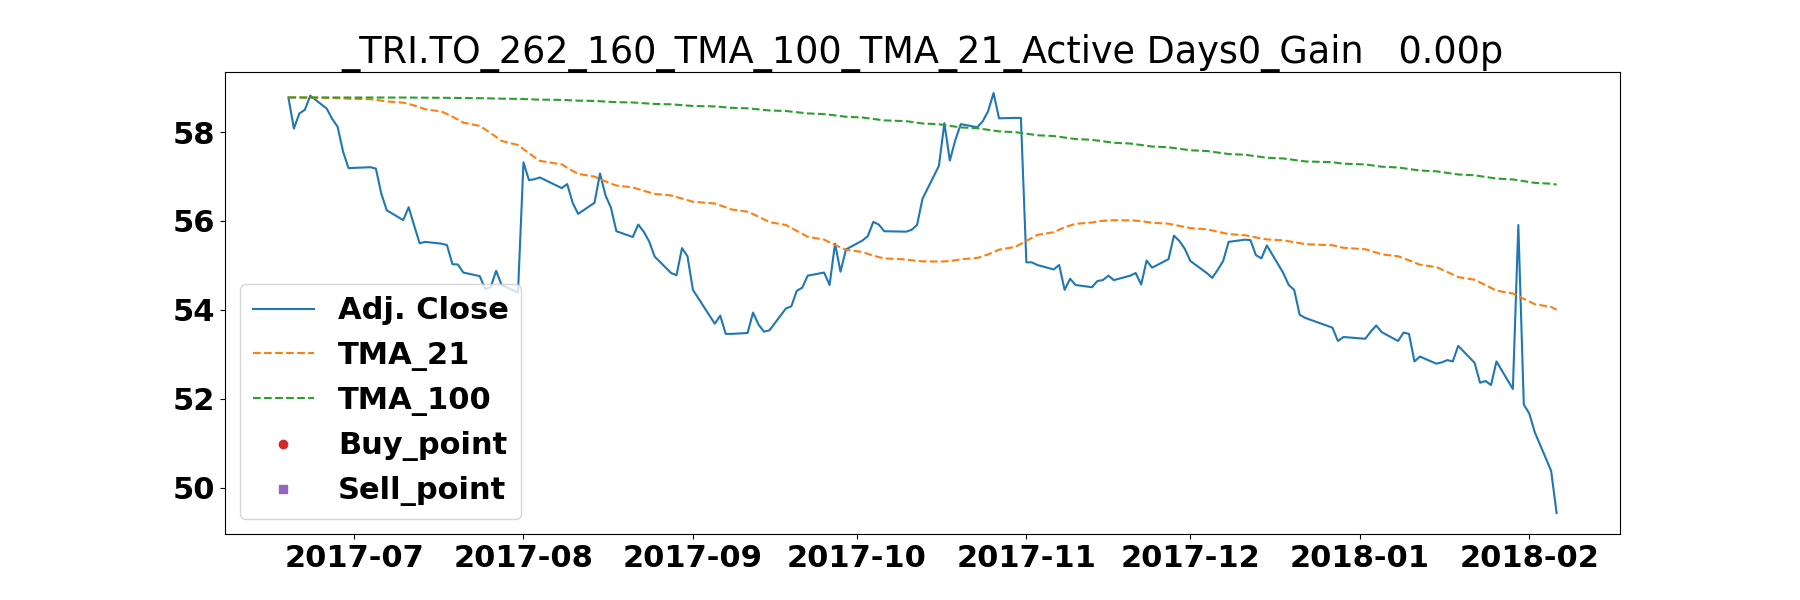 _TRI.TO_262_160_TMA_100_TMA_21_Active Days0_Gain   0.00p
58
56
54
52
50
Adj. Close
TMA_21
TMA_100
Buy_point
Sell_point
2017-07 2017-08 2017-09 2017-10 2017-11 2017-12 2018-01 2018-02